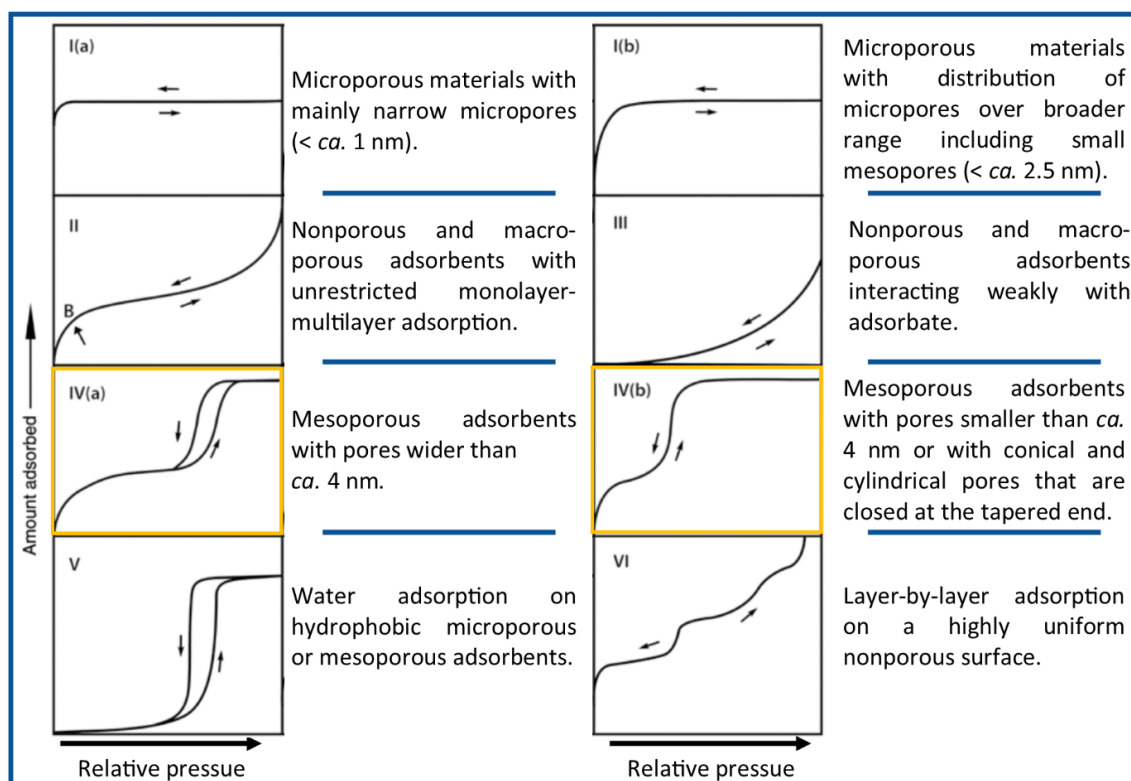 I(a)
Microporous materials with
mainly narrow micropores
(< ca. 1 nm).
I(b)
Microporous materials
with distribution of
micropores over broader
range including small
mesopores (< ca. 2.5 nm).
II
B
Nonporous and macro-
porous adsorbents with
unrestricted monolayer-
multilayer adsorption.
III
Nonporous and macro-
porous adsorbents
interacting weakly with
adsorbate.
Amount adsorbed
IV(a)
Mesoporous adsorbents
with pores wider than
ca. 4 nm.
IV(b)
Mesoporous adsorbents
with pores smaller than ca.
4 nm or with conical and
cylindrical pores that are
closed at the tapered end.
V
Water adsorption on
hydrophobic microporous
or mesoporous adsorbents.
VI
Layer-by-layer adsorption
on a highly uniform
nonporous surface.
Relative pressue
Relative pressue